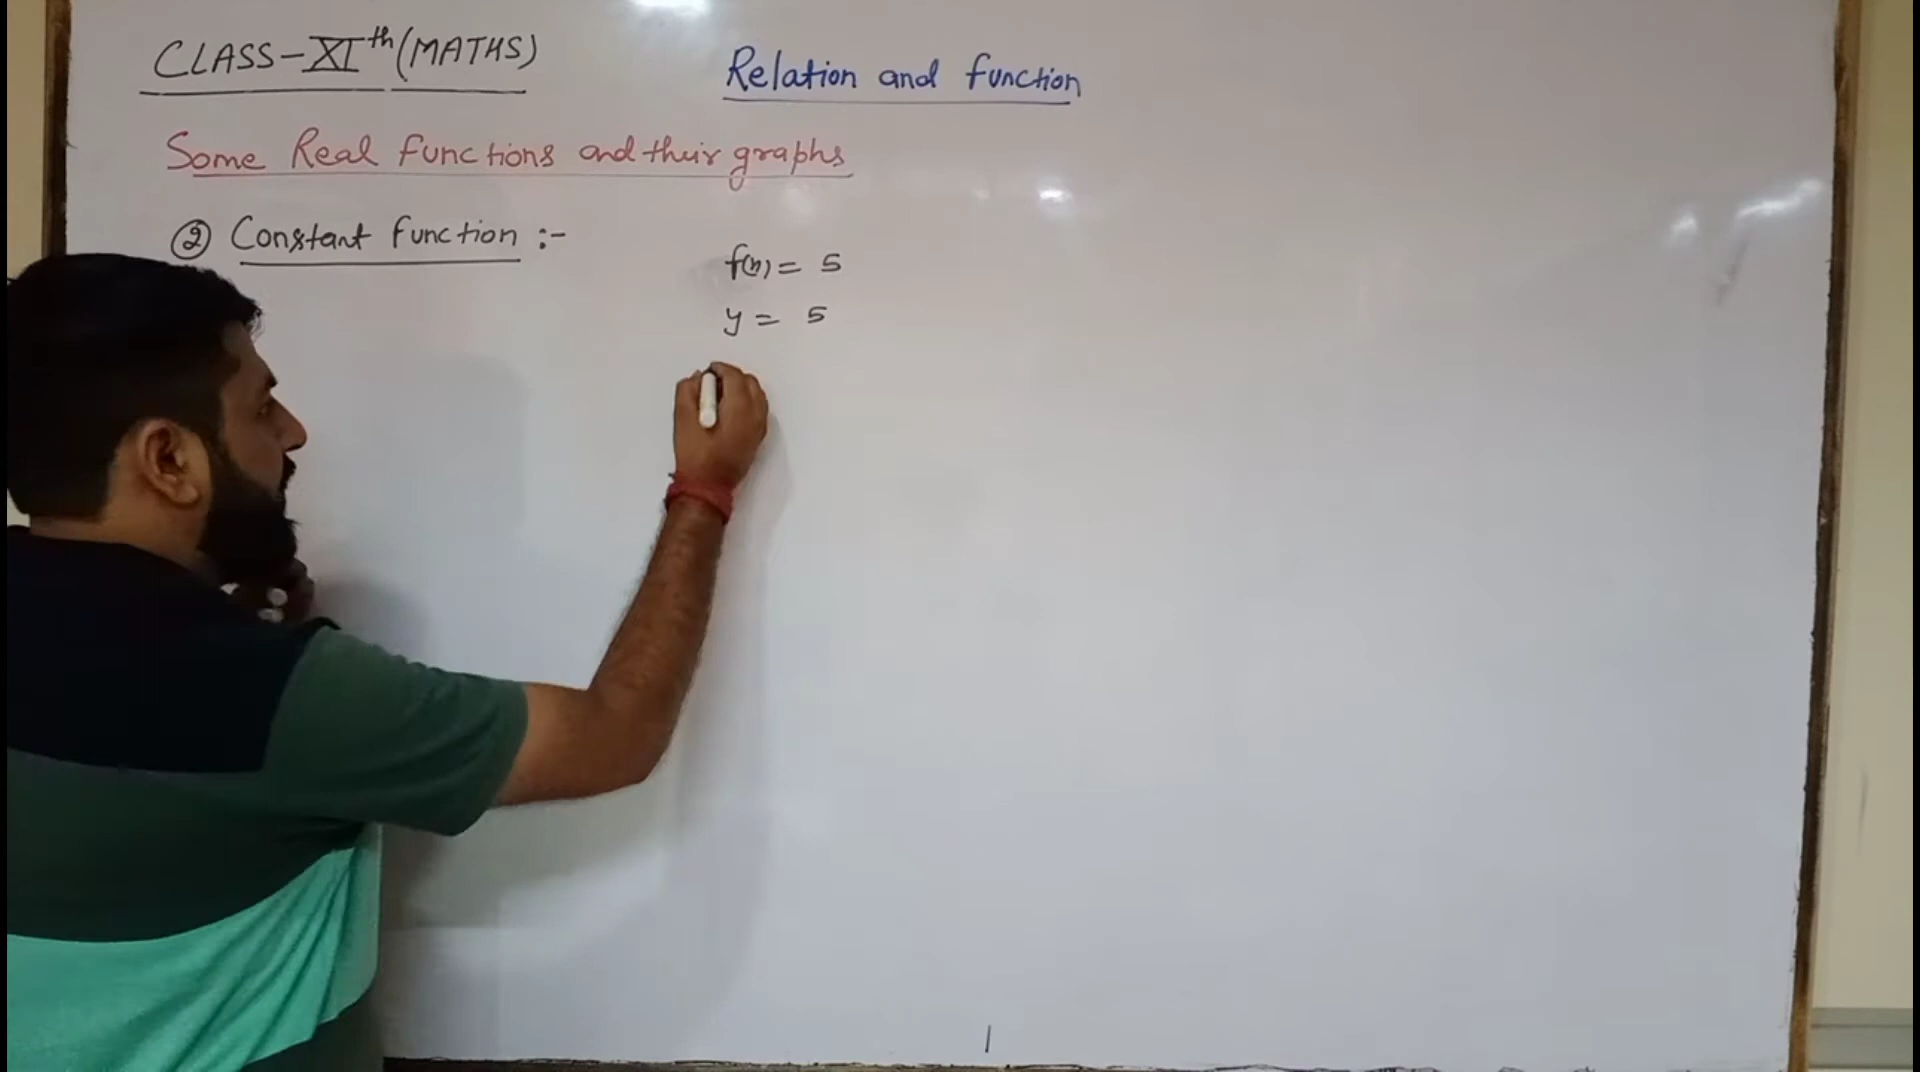 CLASS-XIth (MATHS)
Relation and function
Some Real functions and their graphs
② Constant function :-
f(x) = 5
y = 5